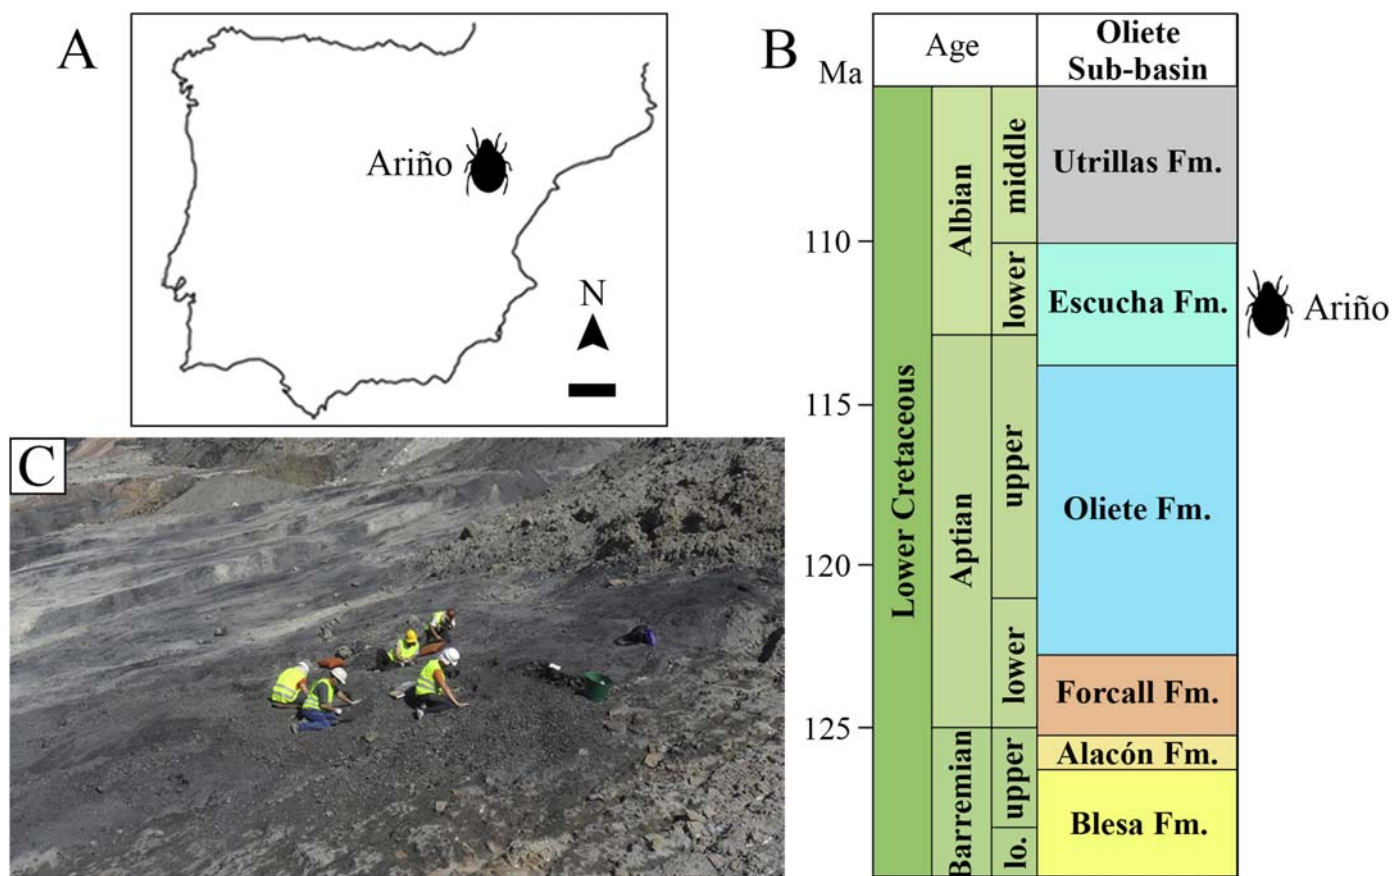 A
Ariño
N
B
Ma
Age
Oliete
Sub-basin
Lower Cretaceous
Albian
middle
Utrillas Fm.
110
lower
Escucha Fm.
Ariño
Aptian
upper
115
Oliete Fm.
120
lower
Forcall Fm.
125
Barremian
upper
Alacón Fm.
lo.
Blesa Fm.
C